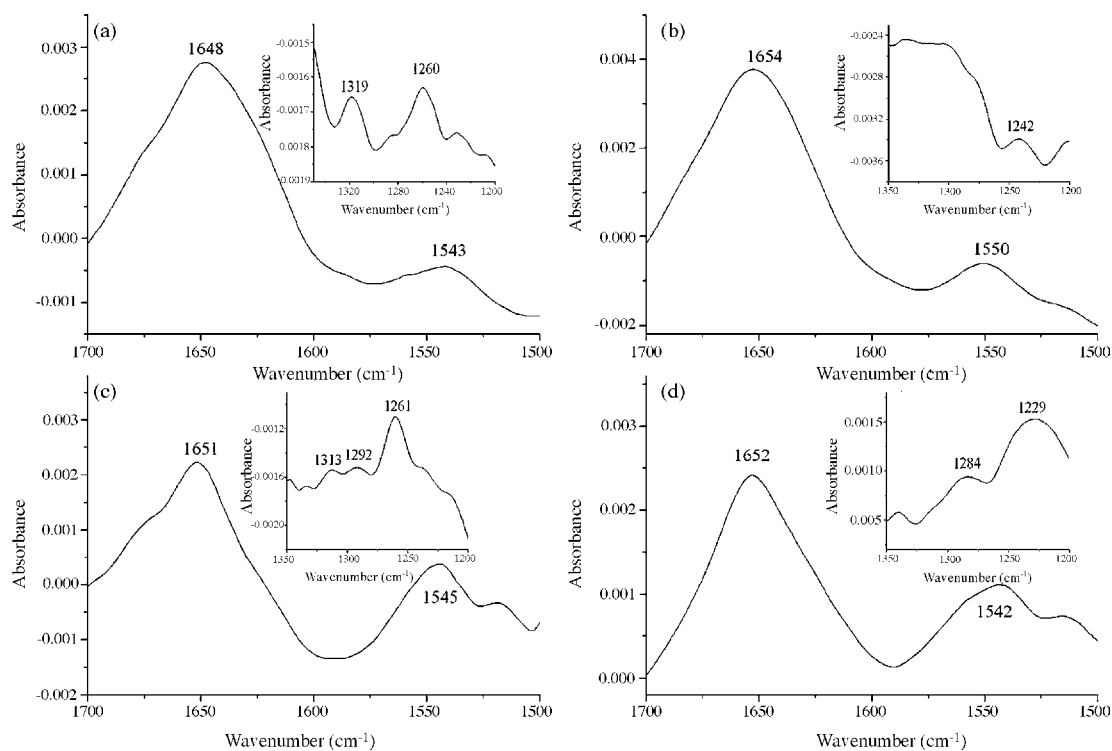 (a)
1648
1543
0.003
0.002
0.001
0.000
-0.001
Absorbance
1700 1650 1600 1550 1500
Wavenumber (cm-1)
1319
1260
-0.0015
-0.0016
-0.0017
-0.0018
-0.0019
Absorbance
1320 1280 1240 1200
Wavenumber (cm-1)
(b)
1654
1550
0.004
0.002
0.000
-0.002
Absorbance
1700 1650 1600 1550 1500
Wavenumber (cm-1)
1242
-0.0024
-0.0028
-0.0032
-0.0036
Absorbance
1350 1300 1250 1200
Wavenumber (cm-1)
(c)
1651
1545
0.003
0.002
0.001
0.000
-0.001
-0.002
Absorbance
1700 1650 1600 1550 1500
Wavenumber (cm-1)
1313
1292
1261
-0.0012
-0.0016
-0.0020
Absorbance
1350 1300 1250 1200
Wavenumber (cm-1)
(d)
1652
1542
0.003
0.002
0.001
0.000
Absorbance
1700 1650 1600 1550 1500
Wavenumber (cm-1)
1284
1229
0.0015
0.0010
0.005
Absorbance
1350 1300 1250 1200
Wavenumber (cm-1)